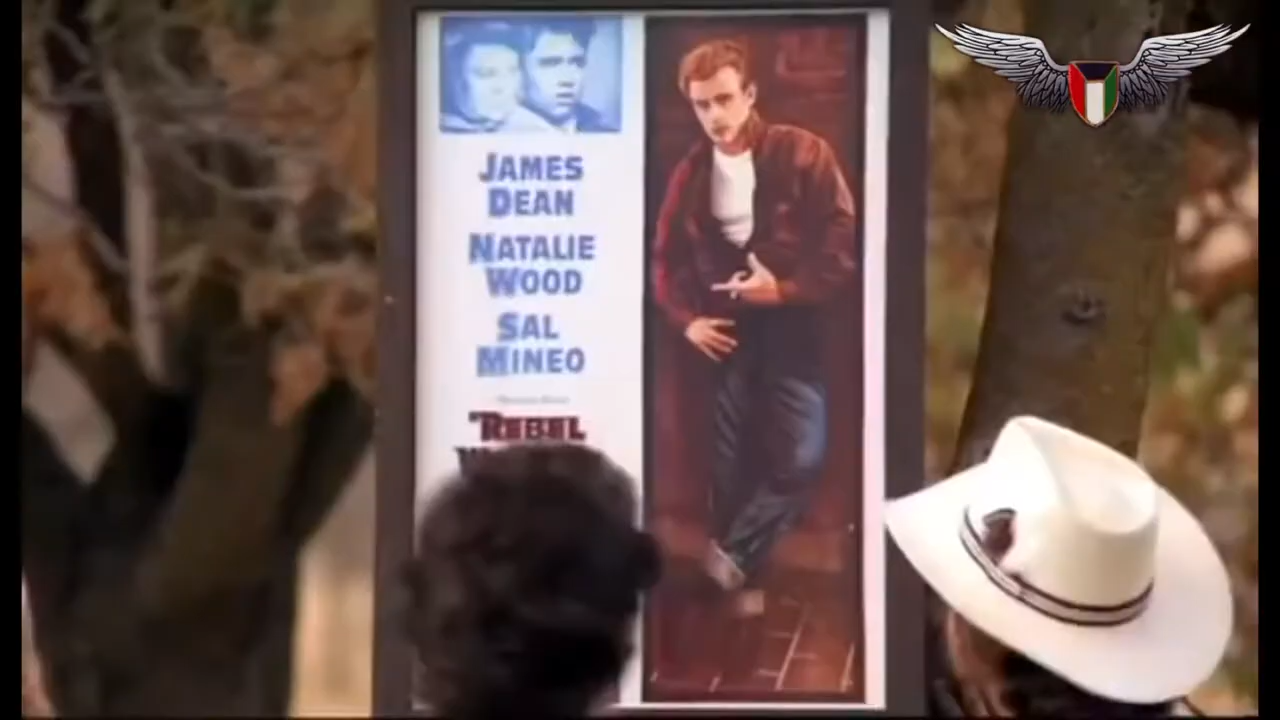 JAMES
DEAN
NATALIE
WOOD
SAL
MINEO
"REBEL